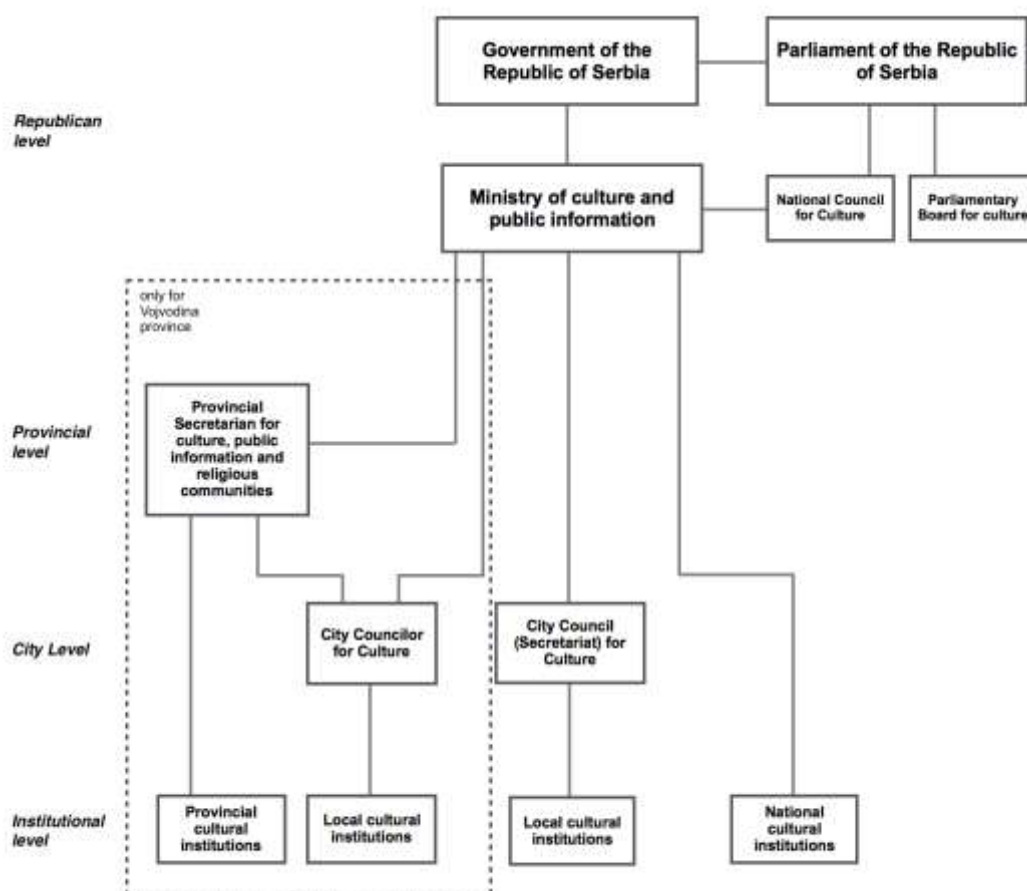 Government of the
Republic of Serbia
Parliament of the Republic
of Serbia
Republican
level
Ministry of culture and
public information
National Council
for Culture
Parliamentary
Board for culture
only for
Vojvodina
province
Provincial
level
Provincial
Secretarian for
culture, public
information and
religious
communities
City Level
City Councilor
for Culture
City Council
(Secretariat) for
Culture
Institutional
level
Provincial
cultural
institutions
Local cultural
institutions
Local cultural
institutions
National
cultural
institutions